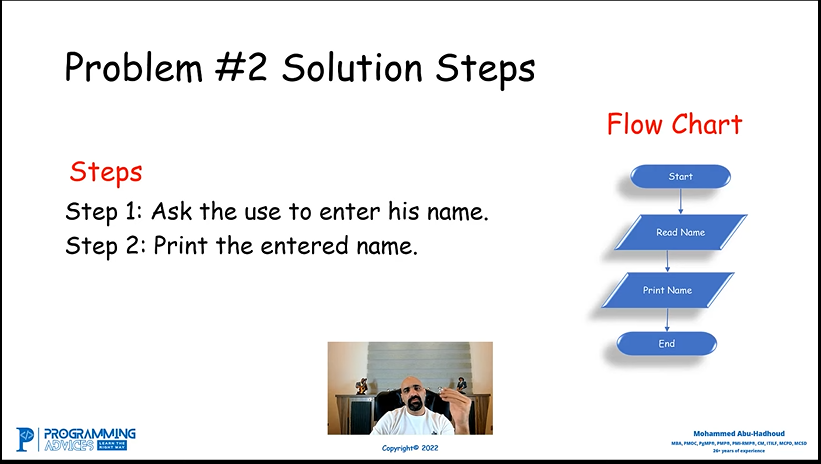 Problem #2 Solution Steps
Flow Chart
Steps
Step 1: Ask the use to enter his name.
Step 2: Print the entered name.
Start
Read Name
Print Name
End
PROGRAMMING
ADVICES LEARN THE RIGHT WAY
Copyright© 2022
Mohammed Abu-Hadhoud
MBA, PMOC, PgMP®, PMP®, PMI-RMP®, CM, ITILF, MCPD, MCSD
26+ years of experience